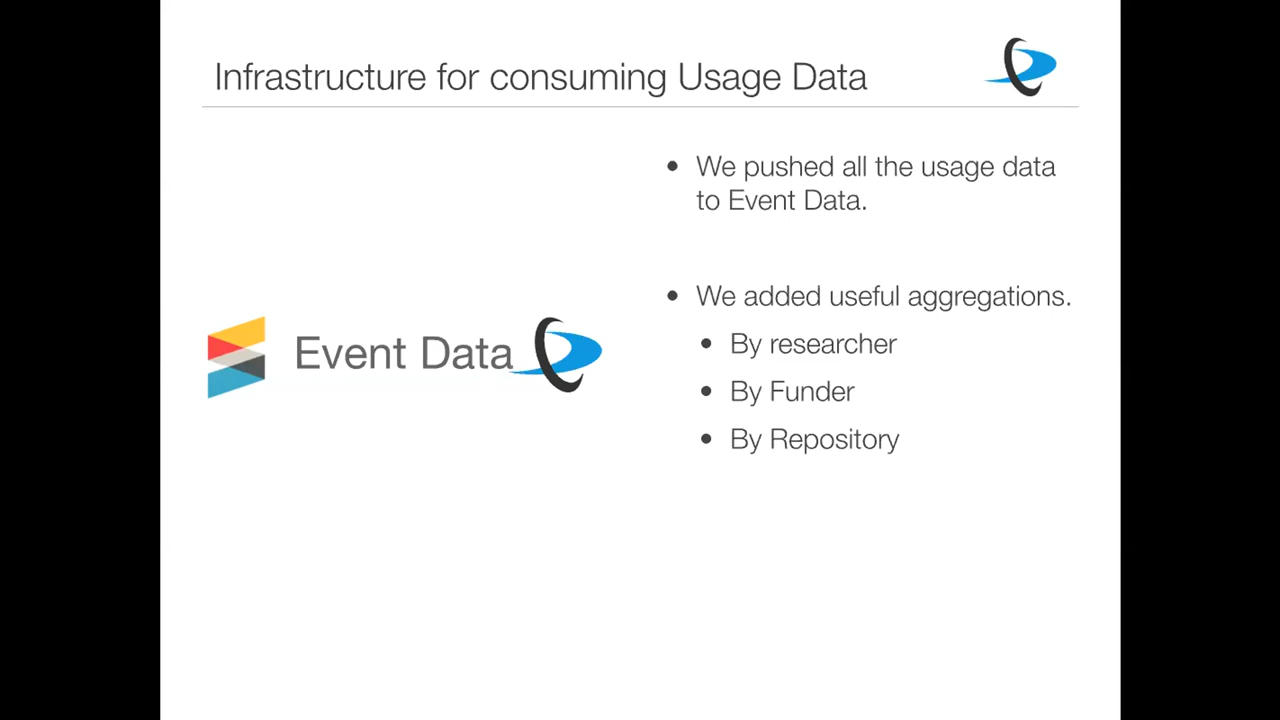 Infrastructure for consuming Usage Data
Event Data
• We pushed all the usage data
to Event Data.
• We added useful aggregations.
• By researcher
• By Funder
• By Repository